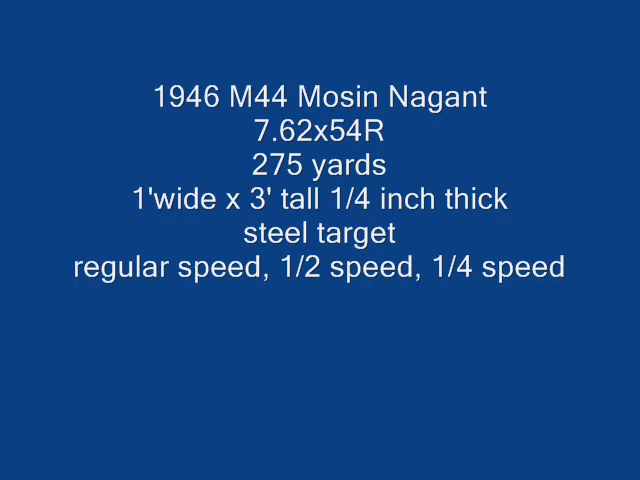 1946 M44 Mosin Nagant
7.62x54R
275 yards
1'wide x 3' tall 1/4 inch thick
steel target
regular speed, 1/2 speed, 1/4 speed